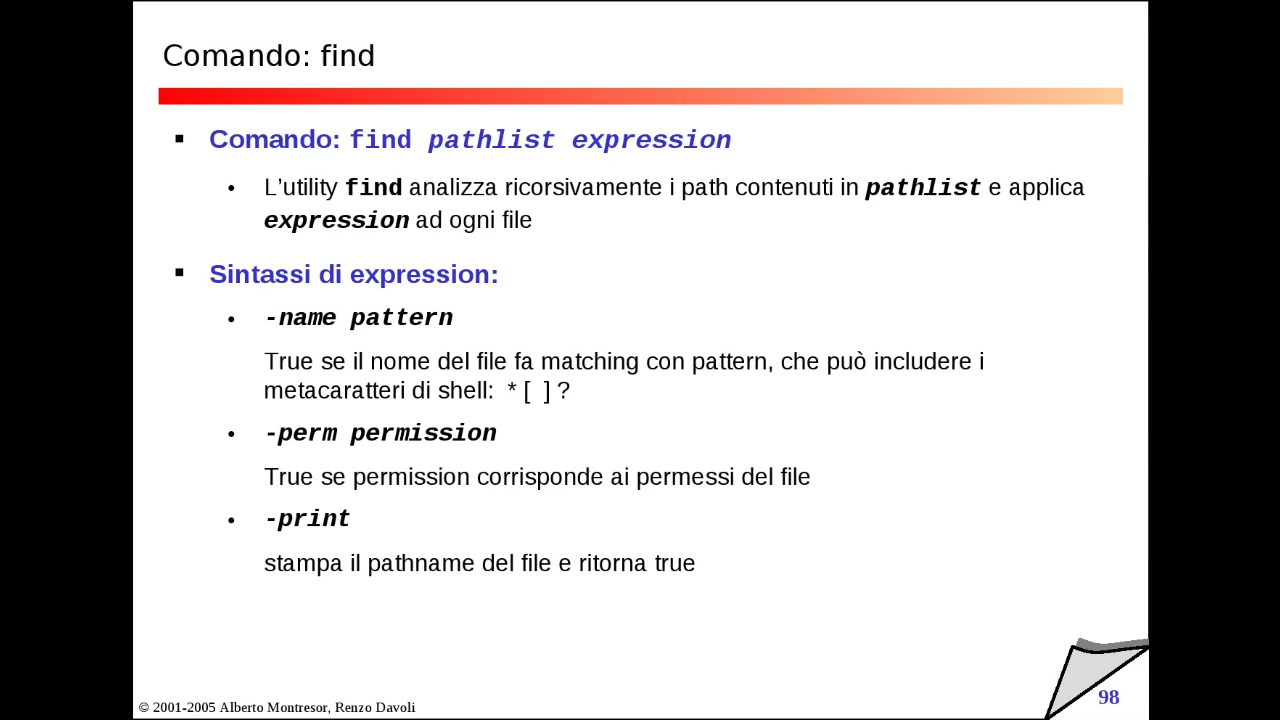 Comando: find
▪ Comando: find pathlist expression
• L’utility find analizza ricorsivamente i path contenuti in pathlist e applica
expression ad ogni file
▪ Sintassi di expression:
• -name pattern
True se il nome del file fa matching con pattern, che può includere i
metacaratteri di shell: * [ ] ?
• -perm permission
True se permission corrisponde ai permessi del file
• -print
stampa il pathname del file e ritorna true
© 2001-2005 Alberto Montresor, Renzo Davoli
98